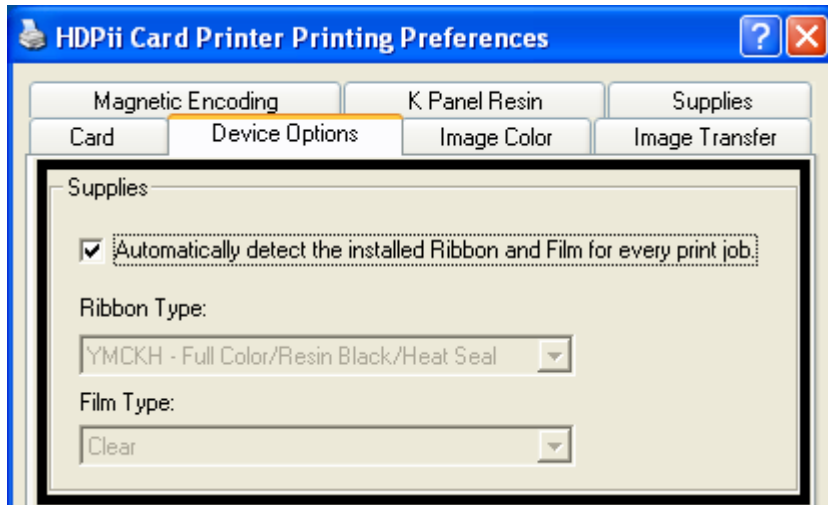 HDPii Card Printer Printing Preferences
Magnetic Encoding K Panel Resin Supplies
Card Device Options Image Color Image Transfer
Supplies
Automatically detect the installed Ribbon and Film for every print job.
Ribbon Type:
YMCKH - Full Color/Resin Black/Heat Seal
Film Type:
Clear